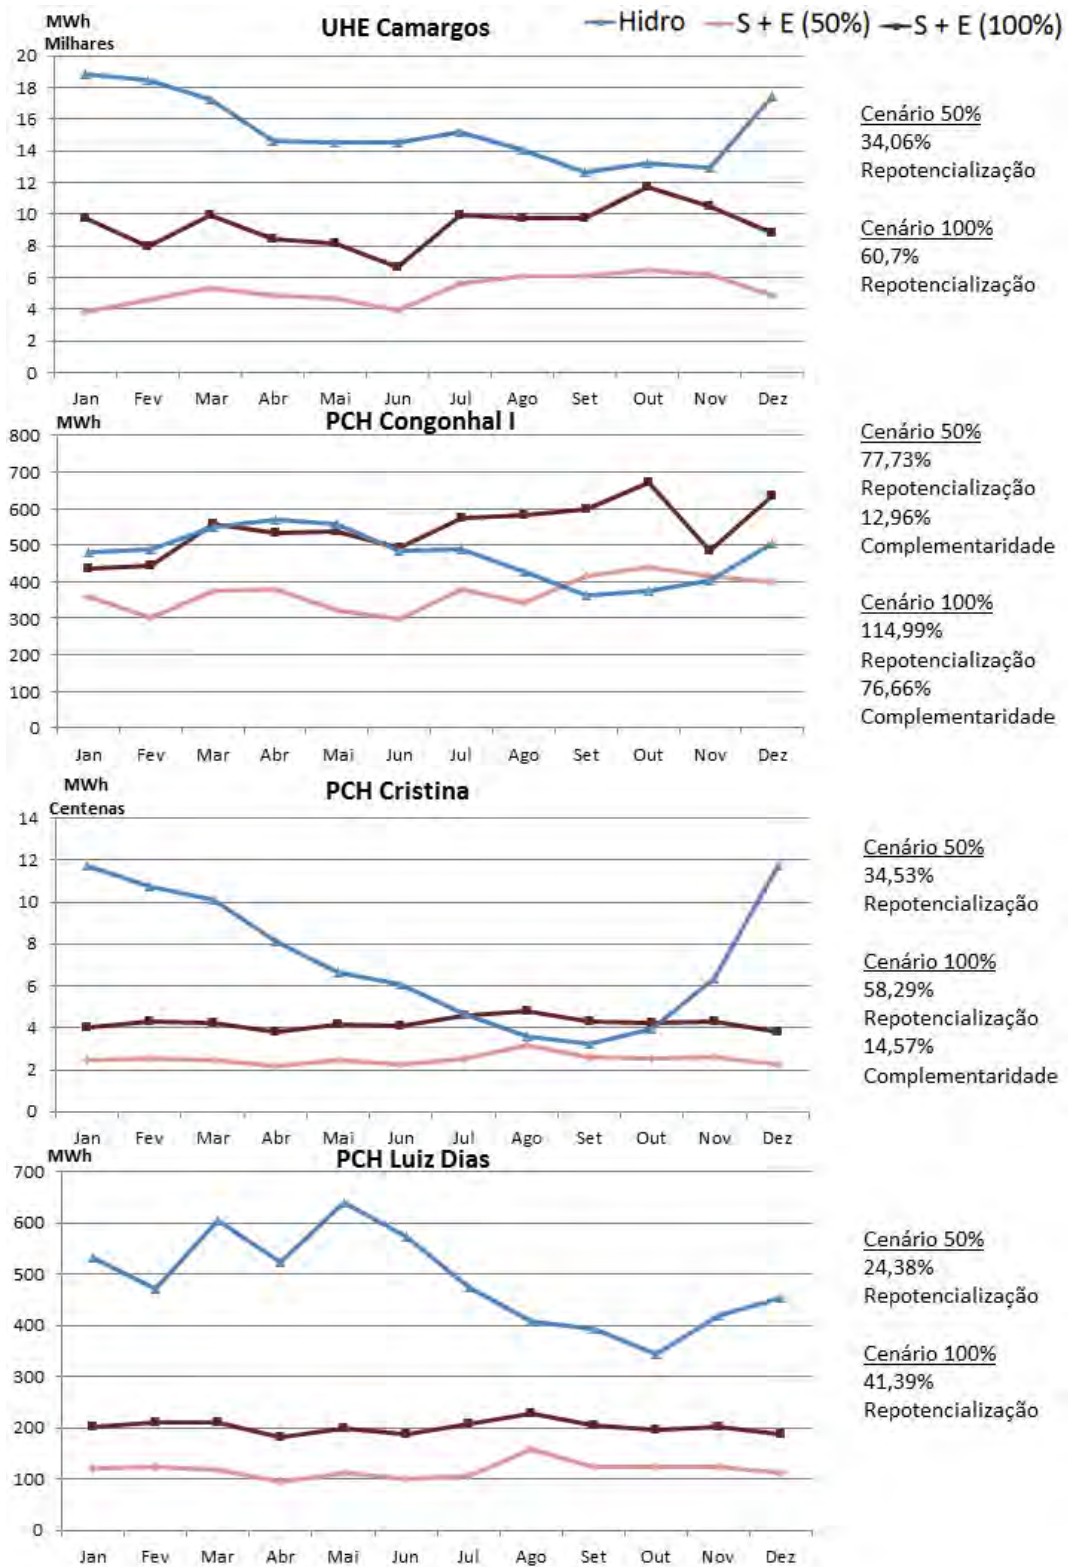 MWh
Milhares
UHE Camargos
Hidro S + E (50%) S + E (100%)
20
18
16
14
12
10
8
6
4
2
0
Jan Fev Mar Abr Mai Jun Jul Ago Set Out Nov Dez
Cenário 50%
34,06%
Repotencialização
Cenário 100%
60,7%
Repotencialização
MWh
PCH Congonhal I
800
700
600
500
400
300
200
100
0
Jan Fev Mar Abr Mai Jun Jul Ago Set Out Nov Dez
Cenário 50%
77,73%
Repotencialização
12,96%
Complementaridade
Cenário 100%
114,99%
Repotencialização
76,66%
Complementaridade
MWh
Centenas
PCH Cristina
14
12
10
8
6
4
2
0
Jan Fev Mar Abr Mai Jun Jul Ago Set Out Nov Dez
Cenário 50%
34,53%
Repotencialização
Cenário 100%
58,29%
Repotencialização
14,57%
Complementaridade
MWh
PCH Luiz Dias
700
600
500
400
300
200
100
0
Jan Fev Mar Abr Mai Jun Jul Ago Set Out Nov Dez
Cenário 50%
24,38%
Repotencialização
Cenário 100%
41,39%
Repotencialização